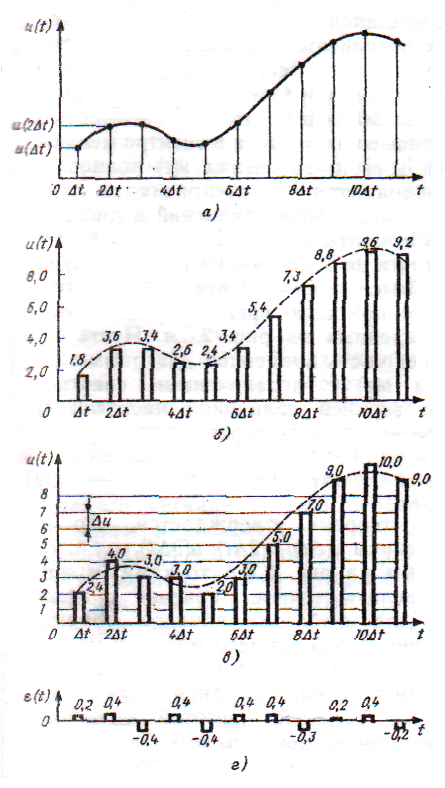 u(t)
u(2Δt)
u(Δt)
0 Δt 2Δt 4Δt 6Δt 8Δt 10Δt t
а)
u(t)
9,6 9,2
8,8
8,0 7,3
6,0 5,4
4,0 3,6 3,4 2,6 2,4 3,4
2,0 1,8
0 Δt 2Δt 4Δt 6Δt 8Δt 10Δt t
б)
u(t)
9,0 10,0 9,0
8
7 Δu 7,0
6
5 5,0
4 4,0
3 3,0 3,0 3,0
2 2,4 2,0
1
Δt 2Δt 4Δt 6Δt 8Δt 10Δt t
в)
ε(t) 0,2 0,4 0,4 0,4 0,4 0,2 0,4
0 -0,4 -0,4 -0,3 -0,2 t
г)